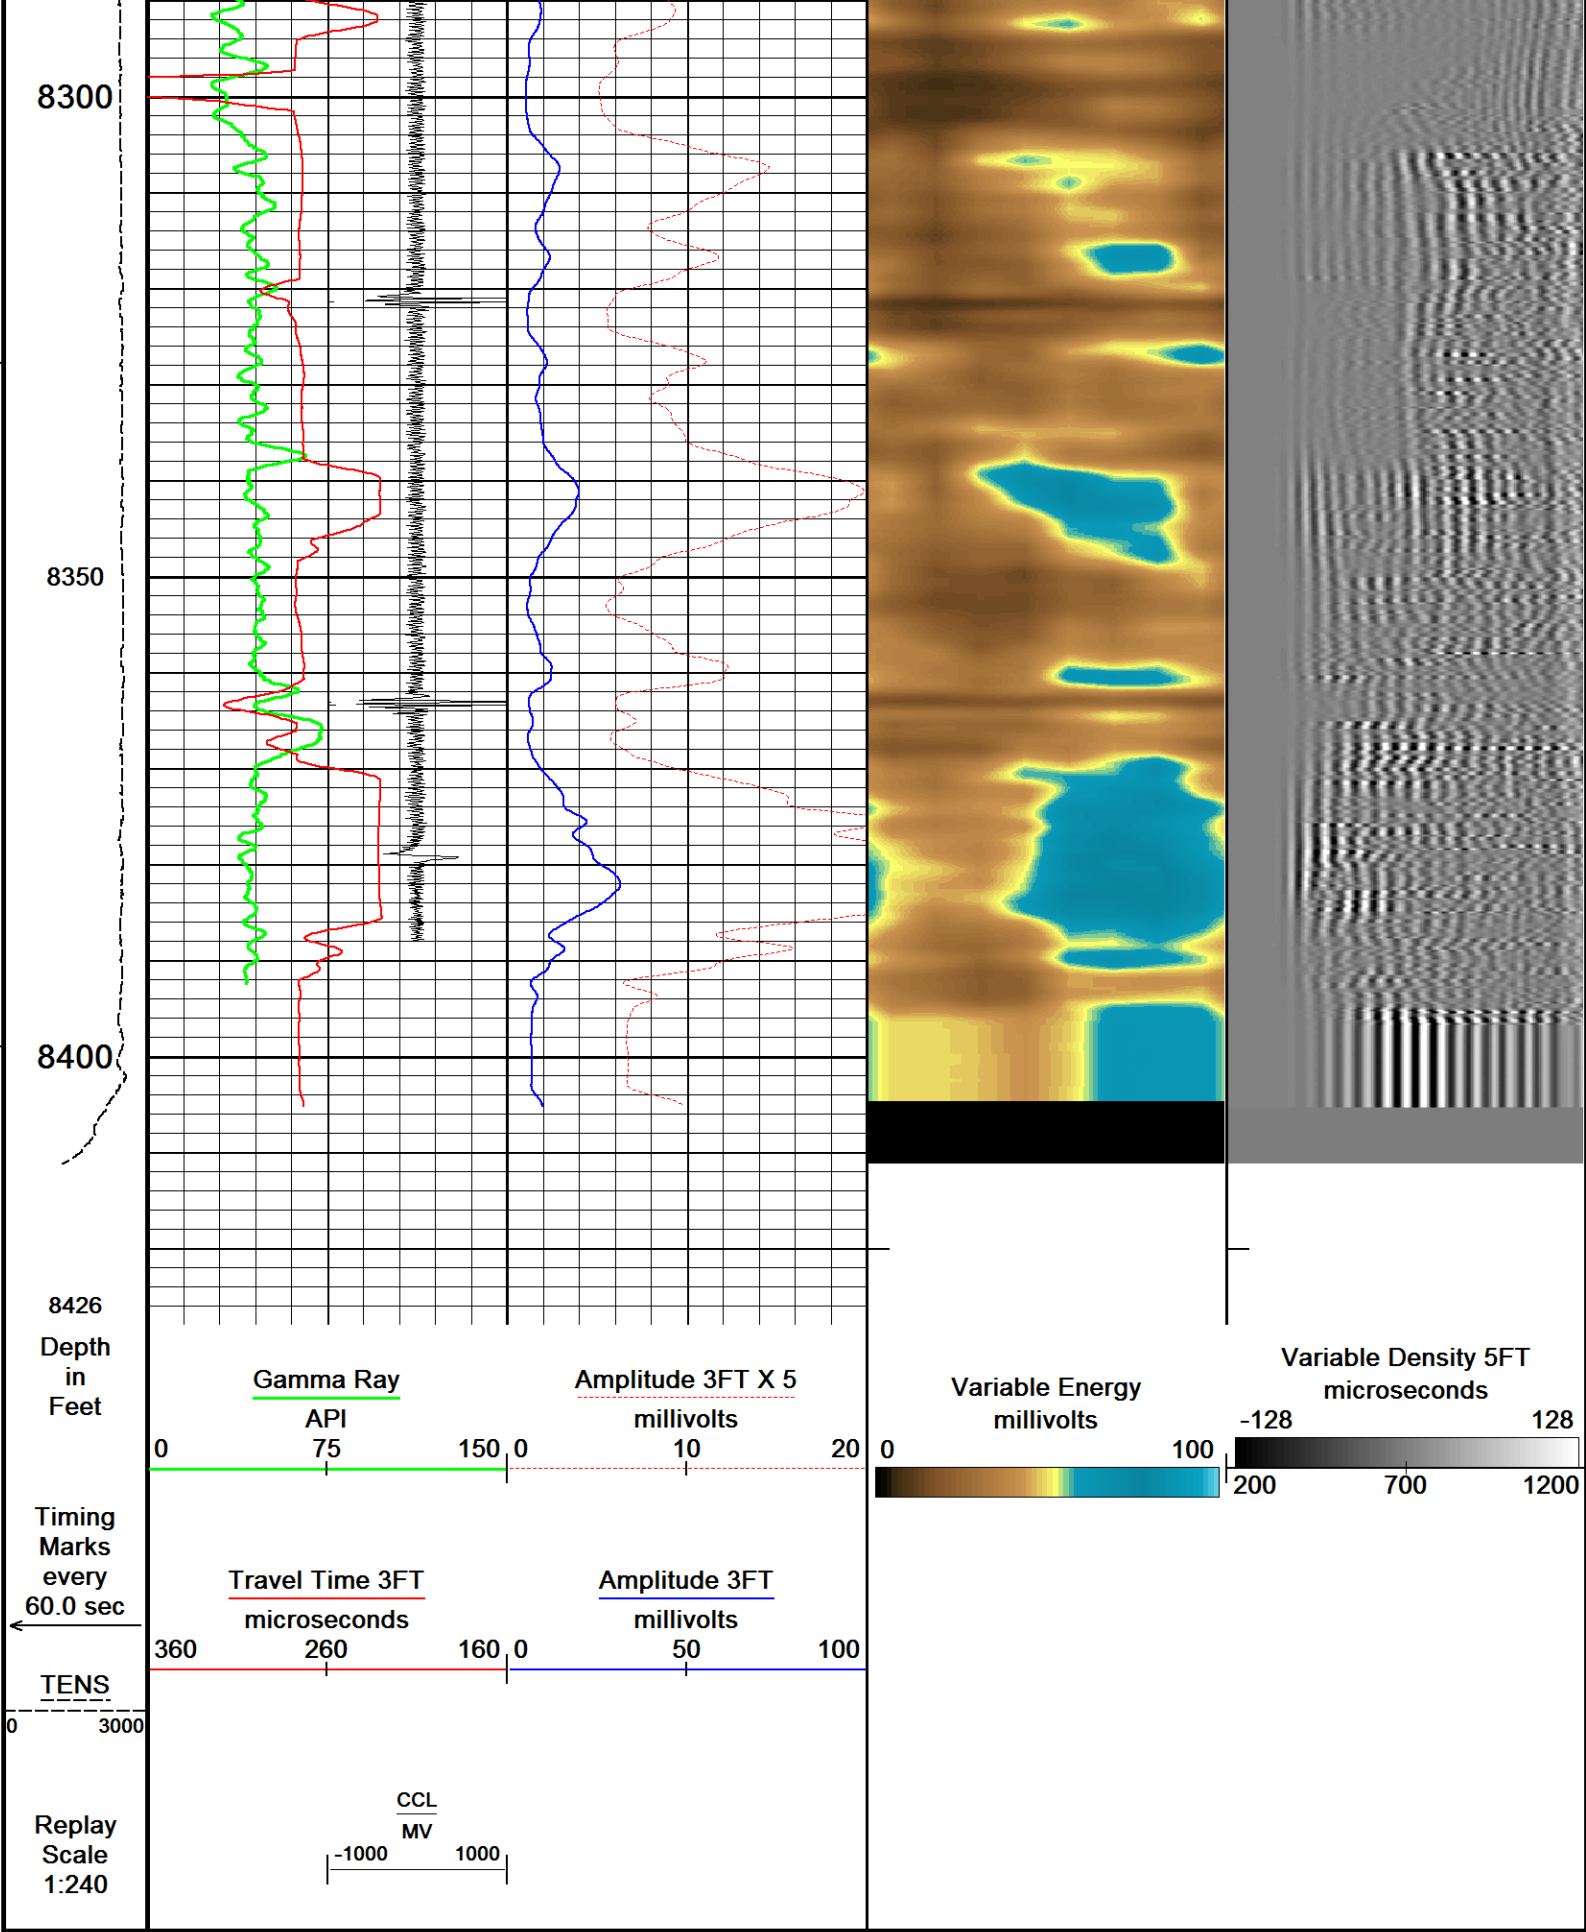 8300
8350
8400
8426
Depth
in
Feet
Timing
Marks
every
60.0 sec
TENS
0 3000
Replay
Scale
1:240
Gamma Ray
API
0 75 150
Travel Time 3FT
microseconds
360 260 160
CCL
MV
-1000 1000
Amplitude 3FT X 5
millivolts
0 10 20
Amplitude 3FT
millivolts
0 50 100
Variable Energy
millivolts
0 100
Variable Density 5FT
microseconds
-128 128
200 700 1200